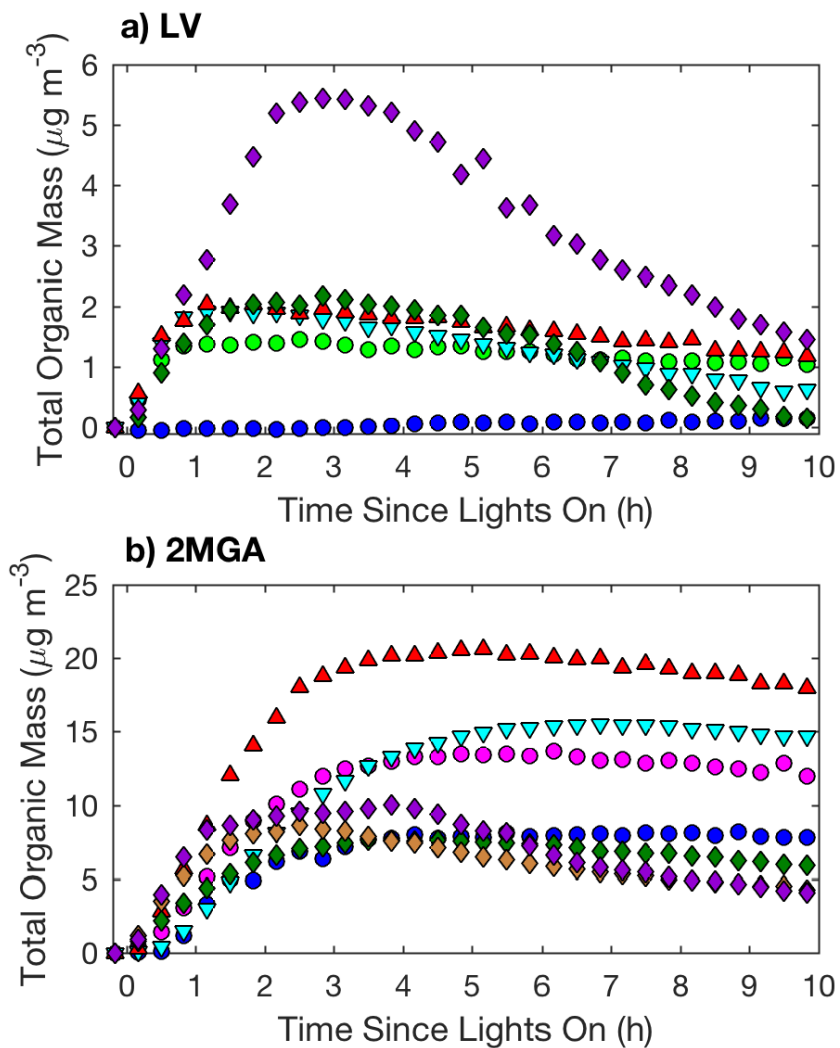 a) LV
Total Organic Mass (μg m⁻³)
6
5
4
3
2
1
0
0 1 2 3 4 5 6 7 8 9 10
Time Since Lights On (h)
b) 2MGA
Total Organic Mass (μg m⁻³)
25
20
15
10
5
0
0 1 2 3 4 5 6 7 8 9 10
Time Since Lights On (h)